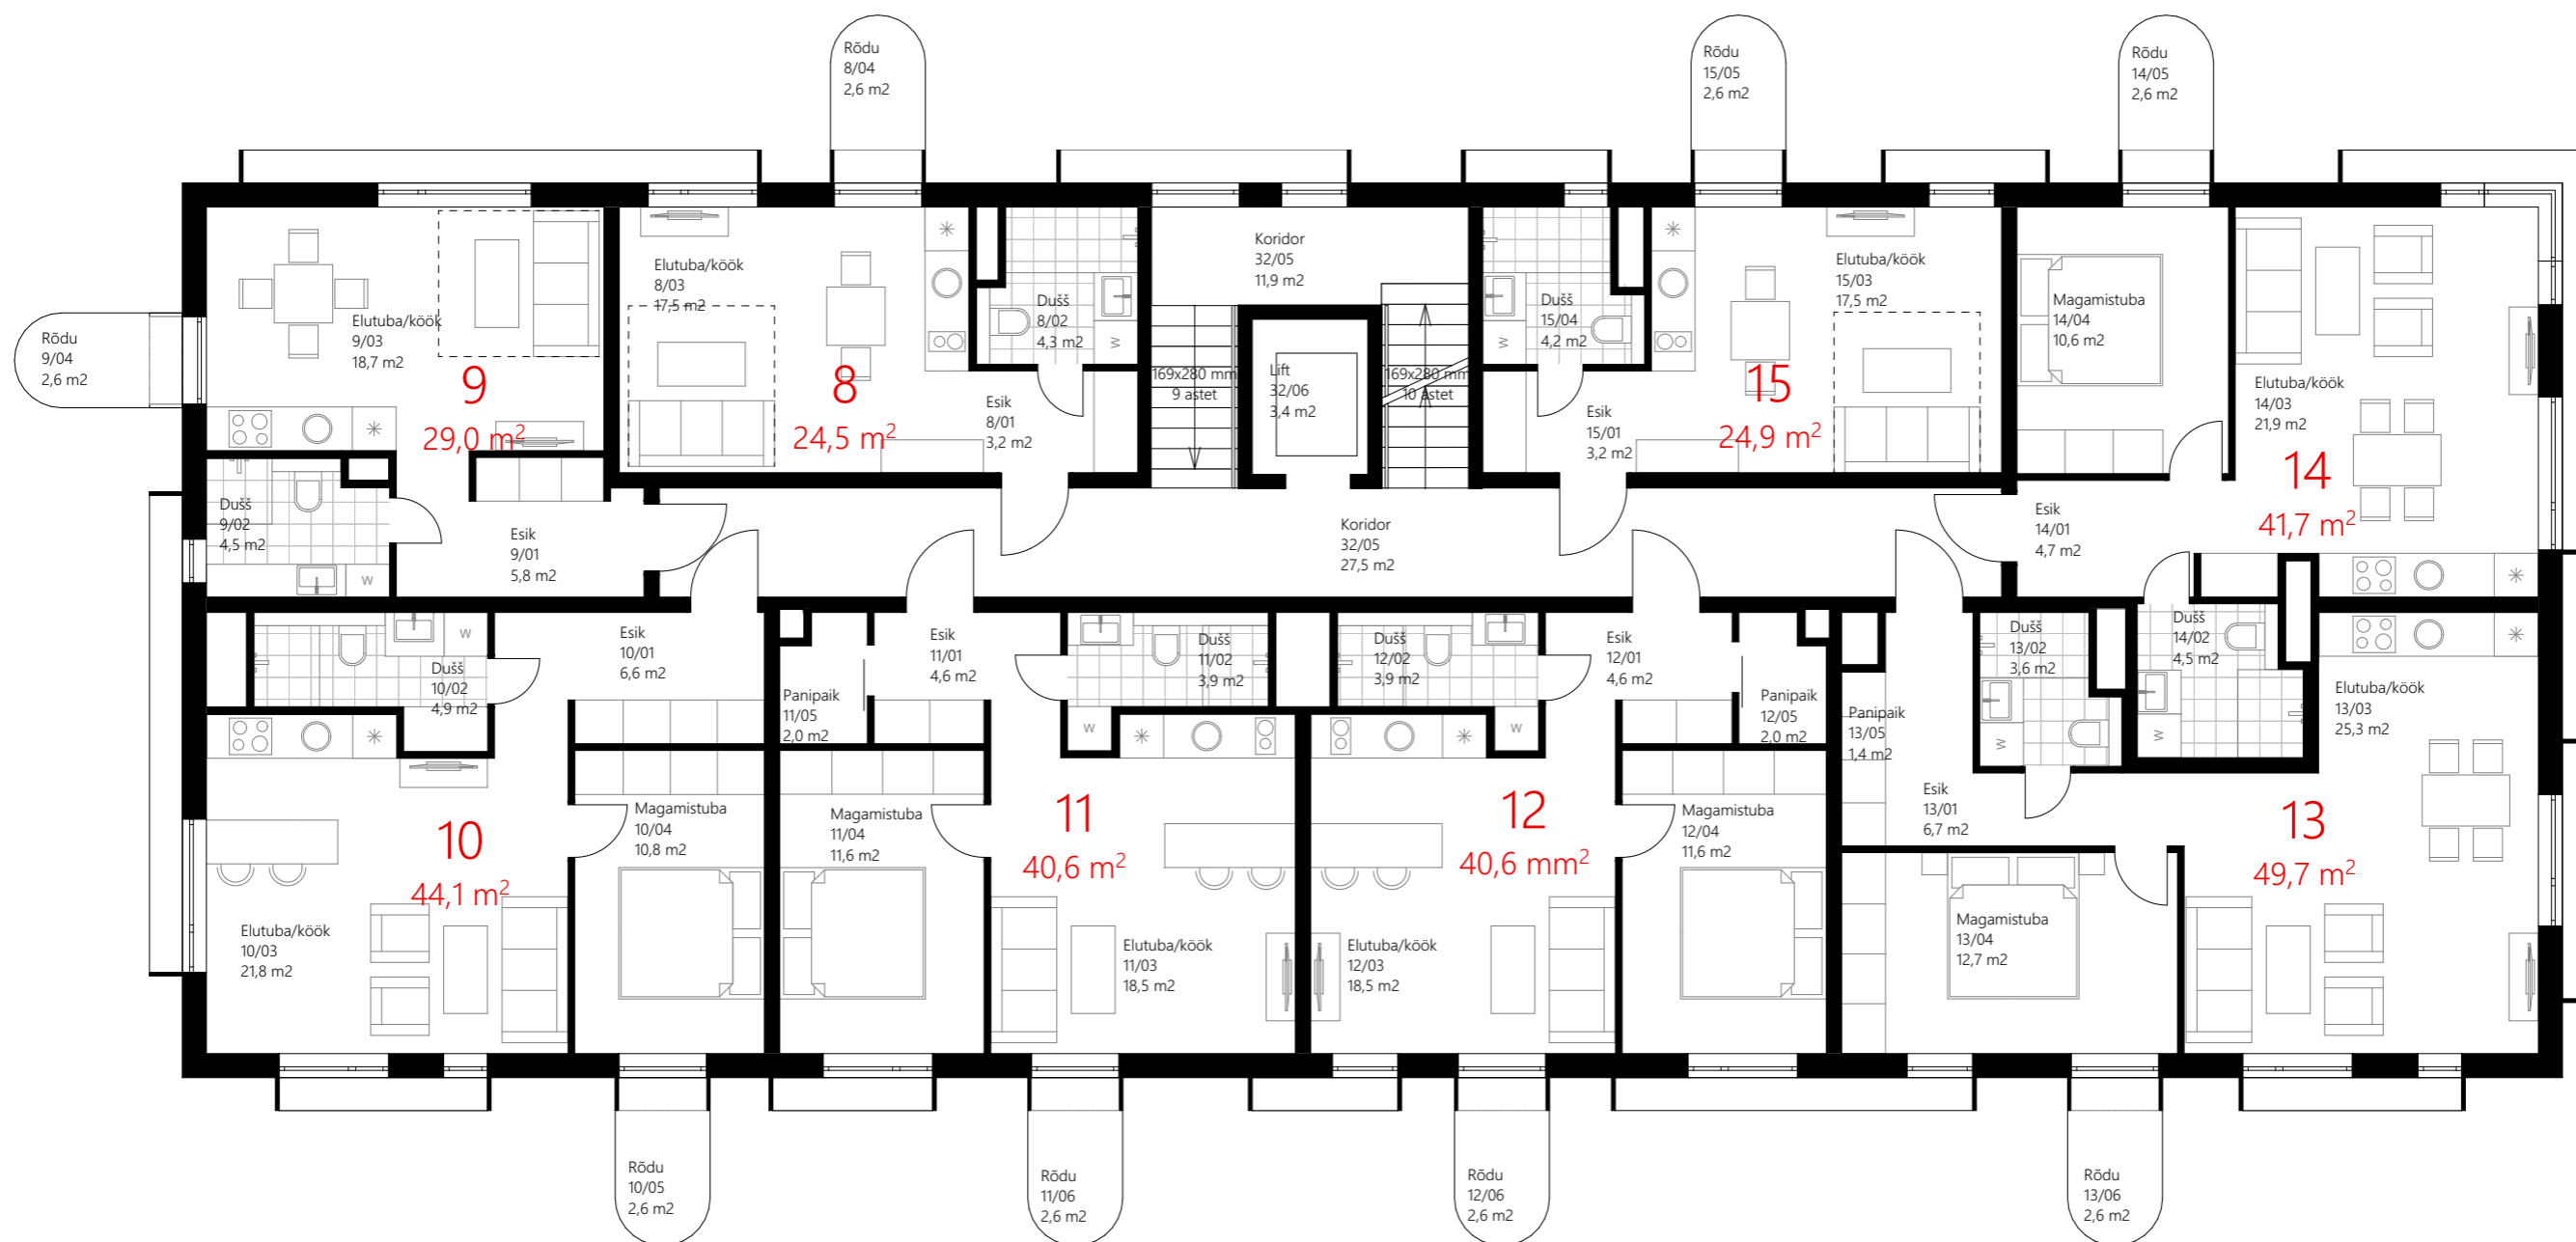 Rõdu
8/04
2,6 m2
Rõdu
15/05
2,6 m2
Rõdu
14/05
2,6 m2
Rõdu
9/04
2,6 m2
Elutuba/köök
9/03
18,7 m2
9
29,0 m²
Dušš
9/02
4,5 m2
W
Esik
9/01
5,8 m2
Elutuba/köök
8/03
17,5 m2
8
24,5 m²
Dušš
8/02
4,3 m2
W
Esik
8/01
3,2 m2
Koridor
32/05
11,9 m2
169x280 mm
9 astet
Lift
32/06
3,4 m2
169x280 mm
10 astet
Dušš
15/04
4,2 m2
W
Esik
15/01
3,2 m2
Elutuba/köök
15/03
17,5 m2
15
24,9 m²
Magamistuba
14/04
10,6 m2
Elutuba/köök
14/03
21,9 m2
14
41,7 m²
Esik
14/01
4,7 m2
Koridor
32/05
27,5 m2
Dušš
10/02
4,9 m2
W
Esik
10/01
6,6 m2
Panipaik
11/05
2,0 m2
Esik
11/01
4,6 m2
Dušš
11/02
3,9 m2
W
Dušš
12/02
3,9 m2
W
Esik
12/01
4,6 m2
Panipaik
12/05
2,0 m2
Panipaik
13/05
1,4 m2
Dušš
13/02
3,6 m2
W
Dušš
14/02
4,5 m2
W
Elutuba/köök
13/03
25,3 m2
Esik
13/01
6,7 m2
10
44,1 m²
Elutuba/köök
10/03
21,8 m2
Magamistuba
10/04
10,8 m2
Magamistuba
11/04
11,6 m2
11
40,6 m²
Elutuba/köök
11/03
18,5 m2
12
40,6 mm²
Elutuba/köök
12/03
18,5 m2
Magamistuba
12/04
11,6 m2
Magamistuba
13/04
12,7 m2
13
49,7 m²
Rõdu
10/05
2,6 m2
Rõdu
11/06
2,6 m2
Rõdu
12/06
2,6 m2
Rõdu
13/06
2,6 m2